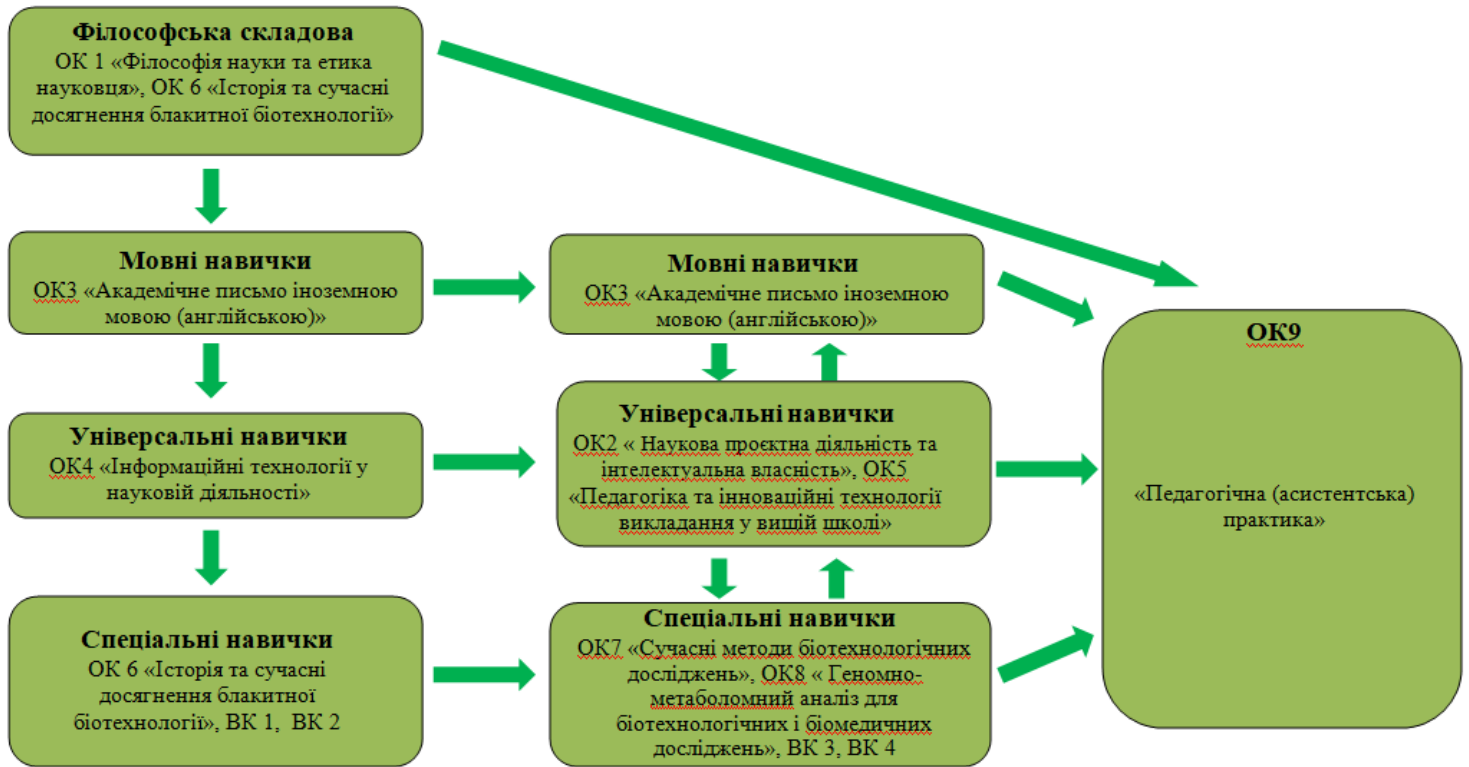 Філософська складова
ОК 1 «Філософія науки та етика
науковця», ОК 6 «Історія та сучасні
досягнення блакитної біотехнології»
Мовні навички
ОК3 «Академічне письмо іноземною
мовою (англійською)»
Універсальні навички
ОК4 «Інформаційні технології у
науковій діяльності»
Спеціальні навички
ОК 6 «Історія та сучасні
досягнення блакитної
біотехнології», ВК 1, ВК 2
Мовні навички
ОК3 «Академічне письмо іноземною
мовою (англійською)»
Універсальні навички
ОК2 « Наукова проєктна діяльність та
інтелектуальна власність», ОК5
«Педагогіка та інноваційні технології
викладання у вищій школі»
Спеціальні навички
ОК7 «Сучасні методи біотехнологічних
досліджень», ОК8 « Геномно-
метаболомний аналіз для
біотехнологічних і біомедичних
досліджень», ВК 3, ВК 4
ОК9
«Педагогічна (асистентська)
практика»